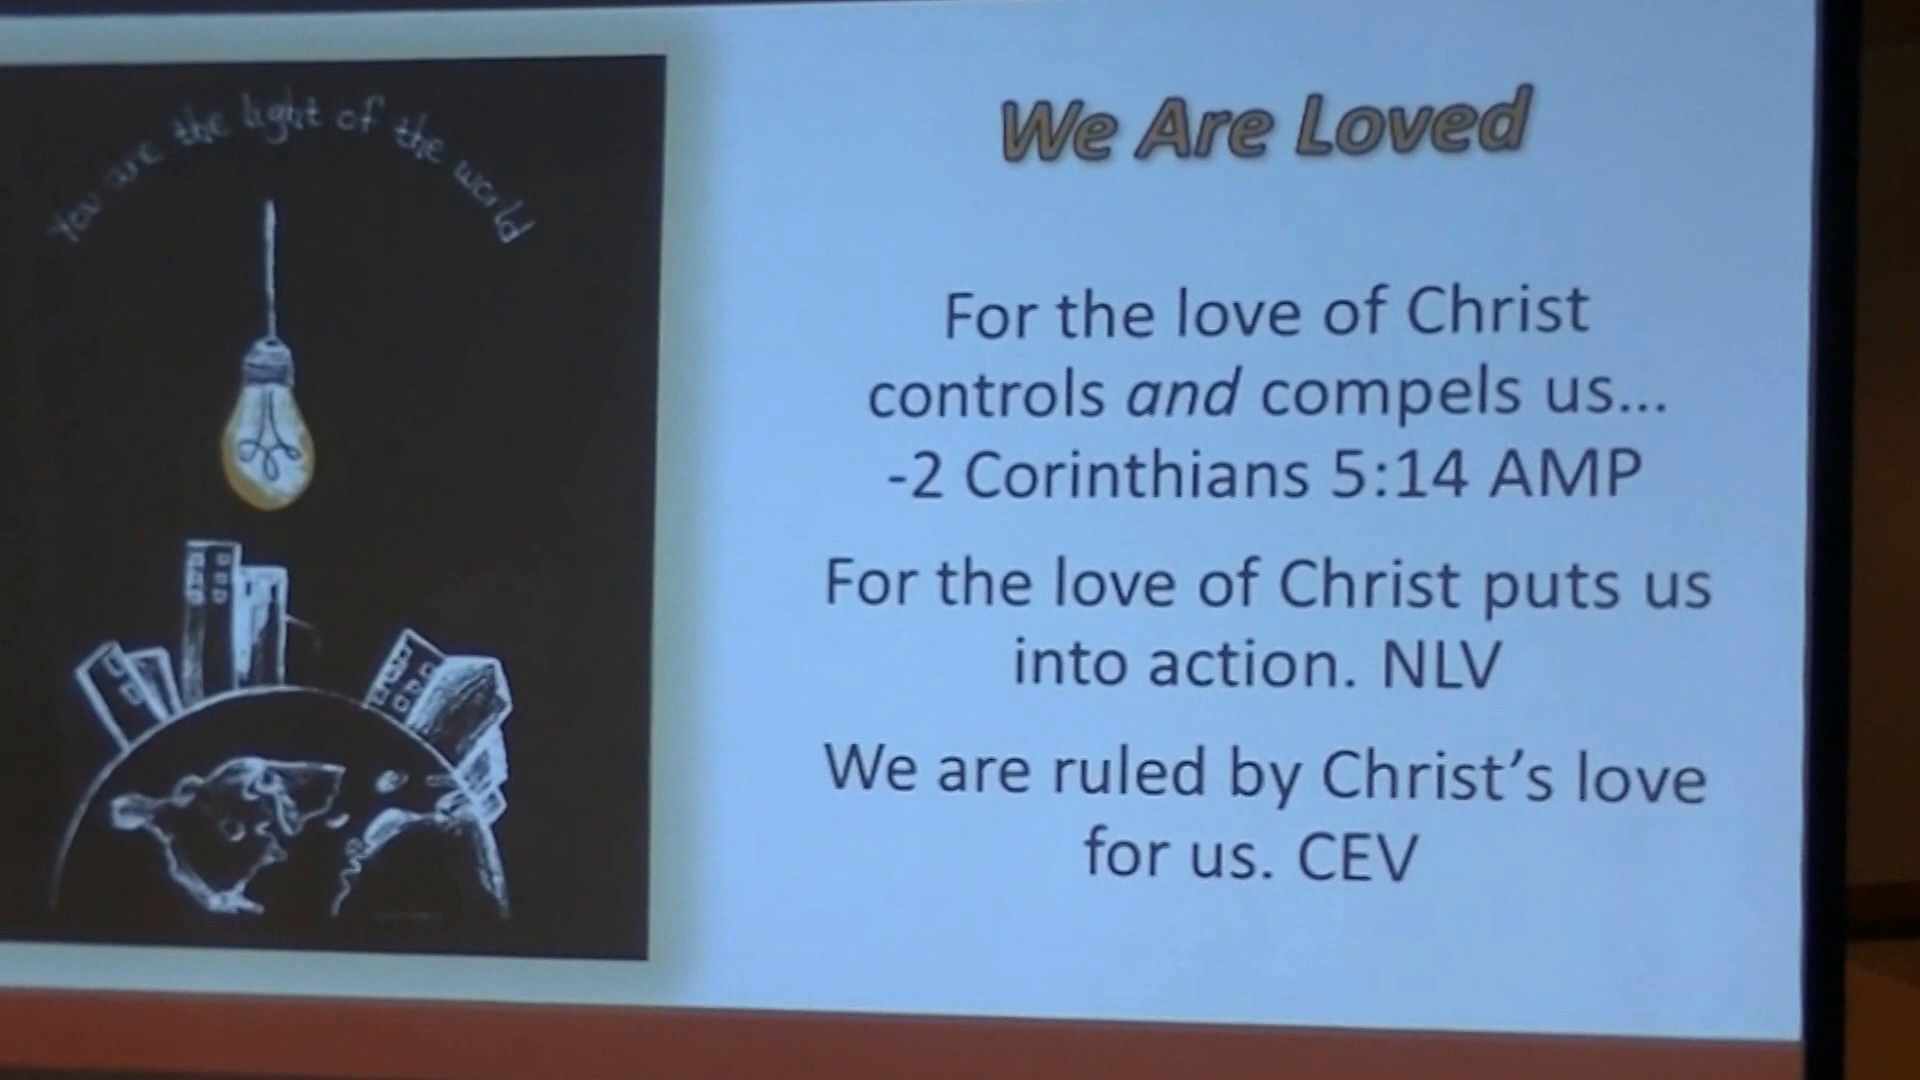 You are the light of the world
We Are Loved
For the love of Christ
controls and compels us...
-2 Corinthians 5:14 AMP
For the love of Christ puts us
into action. NLV
We are ruled by Christ's love
for us. CEV